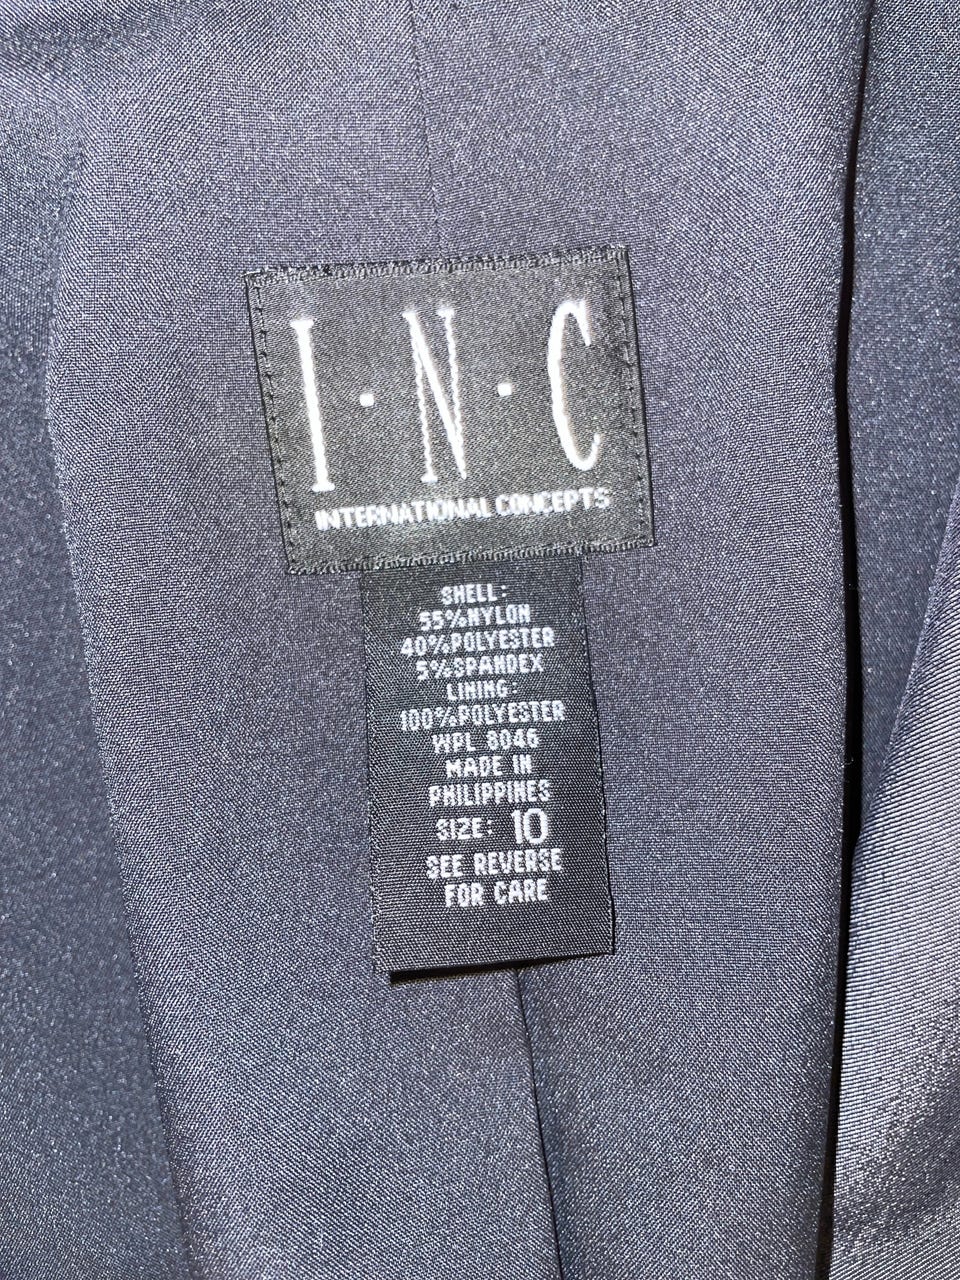 I·N·C
INTERNATIONAL CONCEPTS
SHELL:
55%NYLON
40%POLYESTER
5%SPANDEX
LINING:
100%POLYESTER
WPL 8046
MADE IN
PHILIPPINES
SIZE: 10
SEE REVERSE
FOR CARE